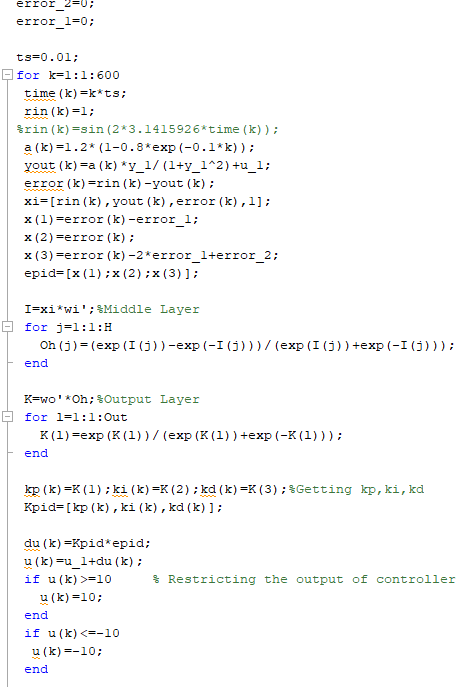 error_2=0;
error_1=0;
ts=0.01;
for k=1:1:600
time(k)=k*ts;
rin(k)=1;
%rin(k)=sin(2*3.1415926*time(k));
a(k)=1.2*(1-0.8*exp(-0.1*k));
yout(k)=a(k)*y_1/(1+y_1^2)+u_1;
error(k)=rin(k)-yout(k);
xi=[rin(k),yout(k),error(k),1];
x(1)=error(k)-error_1;
x(2)=error(k);
x(3)=error(k)-2*error_1+error_2;
epid=[x(1);x(2);x(3)];
I=xi*wi';%Middle Layer
for j=1:1:H
Oh(j)=(exp(I(j))-exp(-I(j)))/(exp(I(j))+exp(-I(j)));
end
K=wo'*Oh;%Output Layer
for l=1:1:Out
K(l)=exp(K(l))/(exp(K(l))+exp(-K(l)));
end
kp(k)=K(1);ki(k)=K(2);kd(k)=K(3);%Getting kp,ki,kd
Kpid=[kp(k),ki(k),kd(k)];
du(k)=Kpid*epid;
u(k)=u_1+du(k);
if u(k)>=10 % Restricting the output of controller
u(k)=10;
end
if u(k)<=-10
u(k)=-10;
end